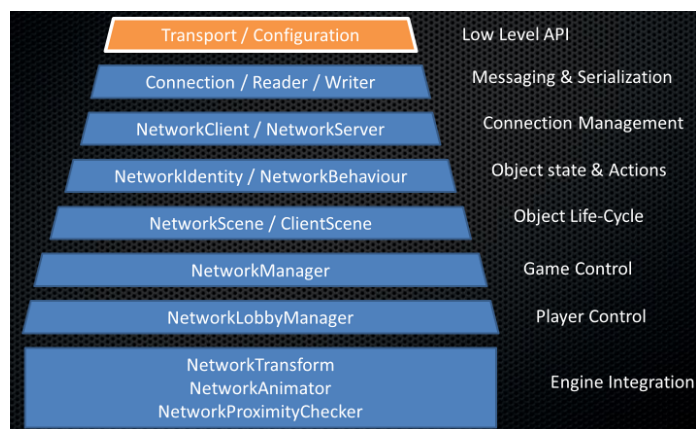 Transport / Configuration
Low Level API
Connection / Reader / Writer
Messaging & Serialization
NetworkClient / NetworkServer
Connection Management
NetworkIdentity / NetworkBehaviour
Object state & Actions
NetworkScene / ClientScene
Object Life-Cycle
NetworkManager
Game Control
NetworkLobbyManager
Player Control
NetworkTransform
NetworkAnimator
NetworkProximityChecker
Engine Integration